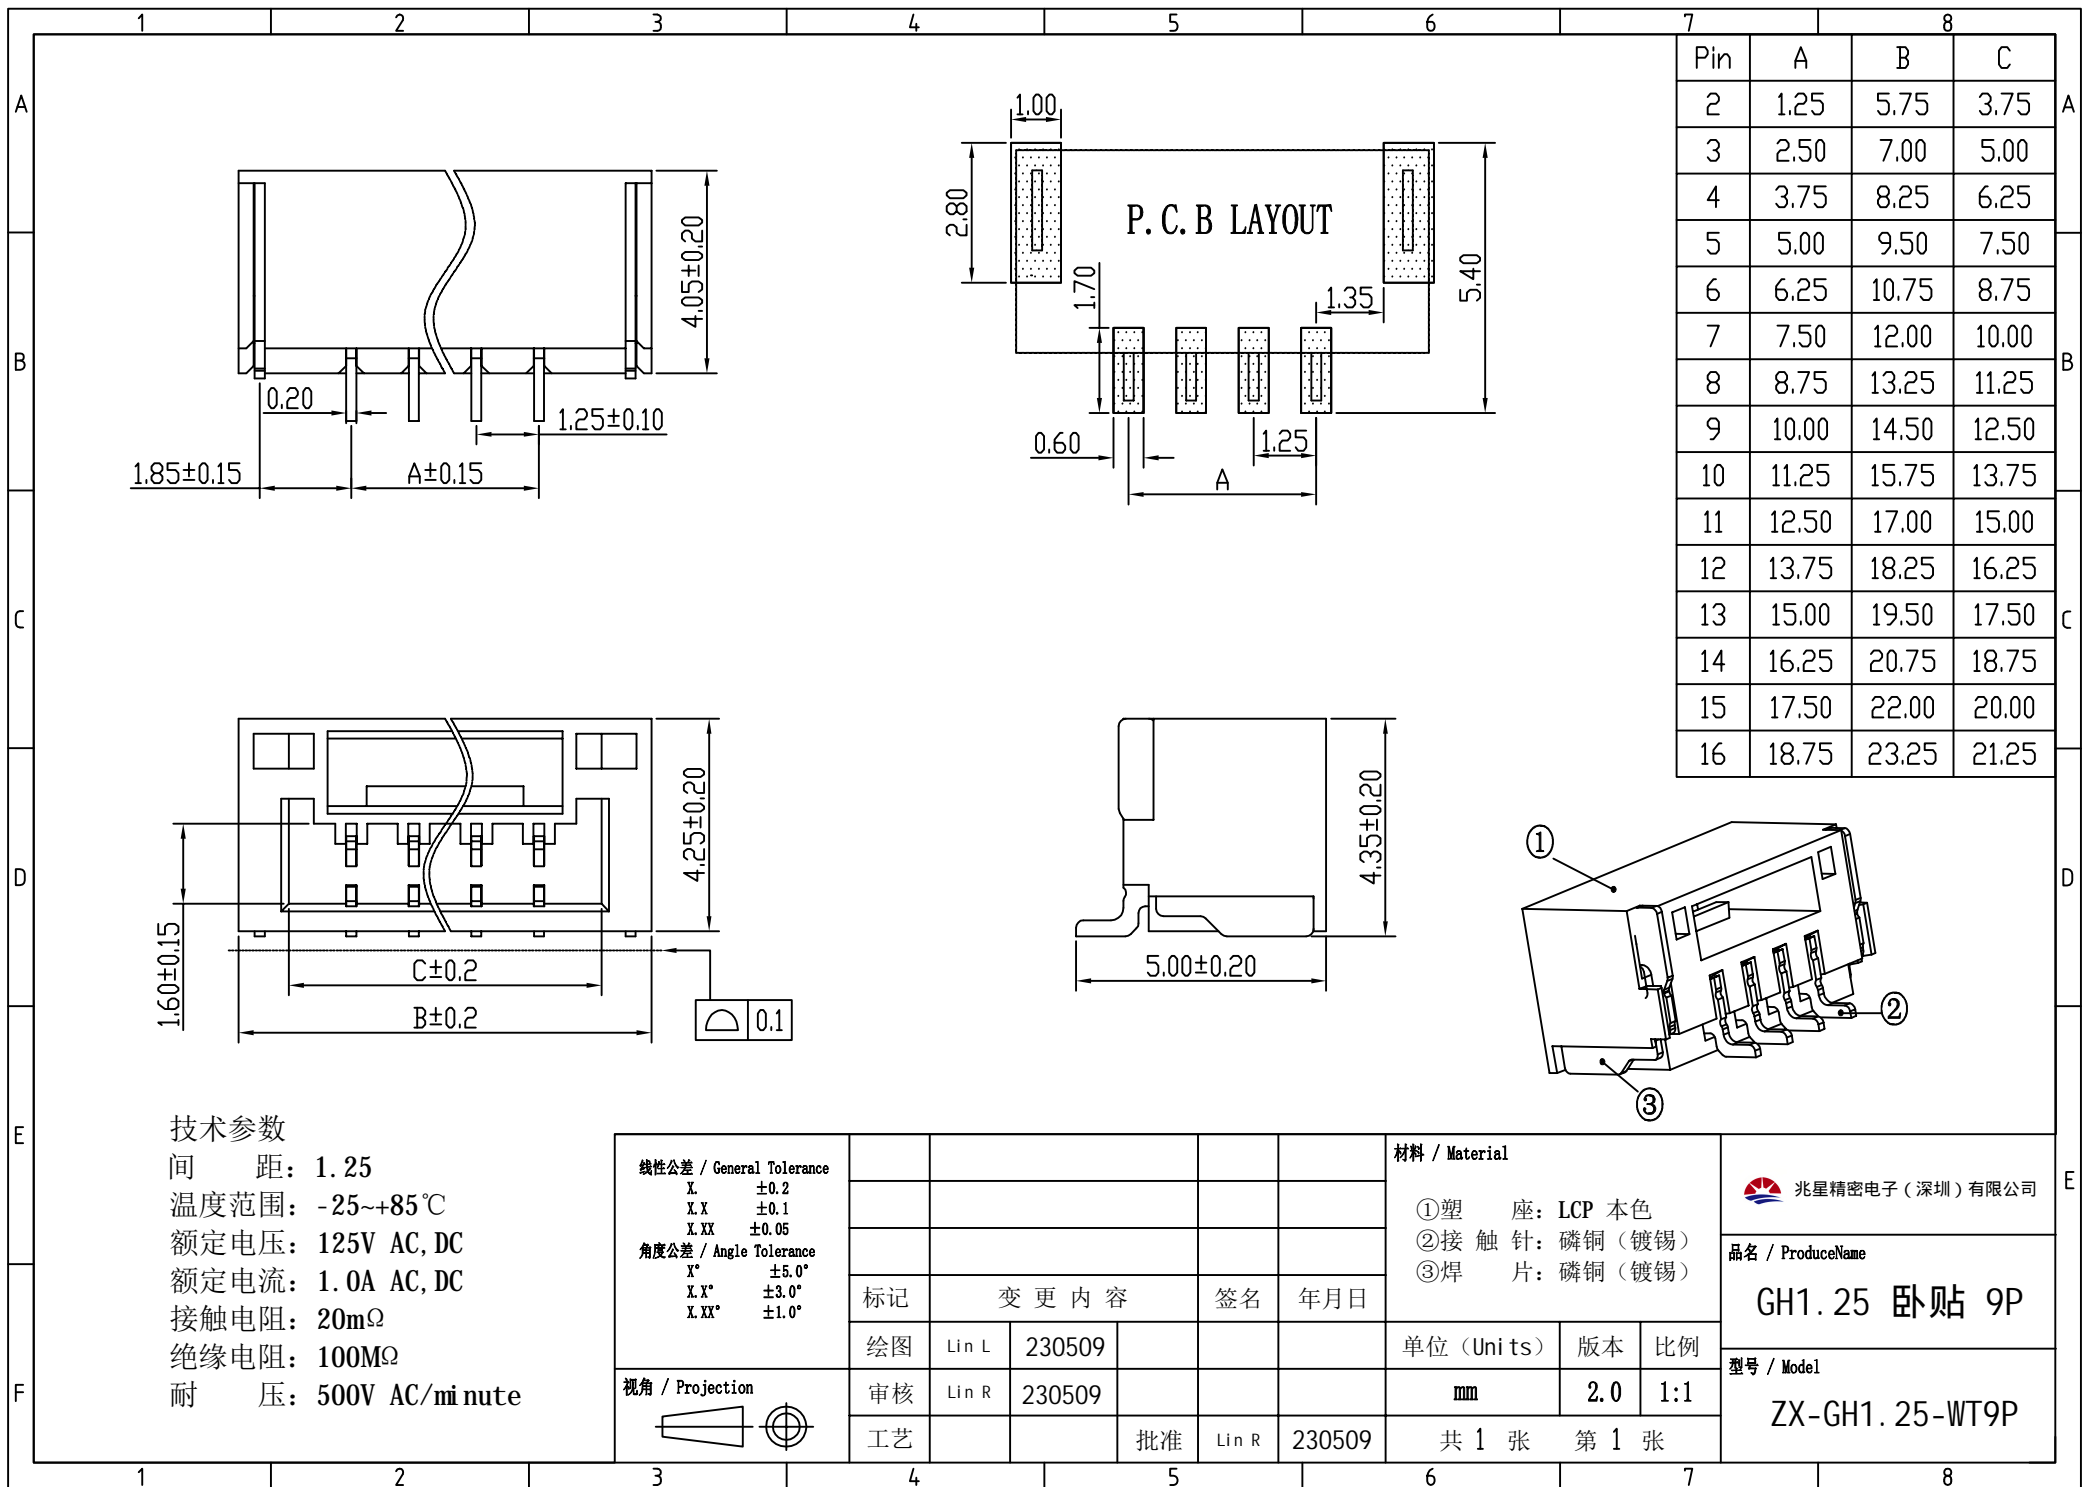 1 2 3 4 5 6 7 8
A
B
C
D
E
F
A
B
C
D
E
Pin A B C
2 1.25 5.75 3.75
3 2.50 7.00 5.00
4 3.75 8.25 6.25
5 5.00 9.50 7.50
6 6.25 10.75 8.75
7 7.50 12.00 10.00
8 8.75 13.25 11.25
9 10.00 14.50 12.50
10 11.25 15.75 13.75
11 12.50 17.00 15.00
12 13.75 18.25 16.25
13 15.00 19.50 17.50
14 16.25 20.75 18.75
15 17.50 22.00 20.00
16 18.75 23.25 21.25
4.05±0.20
0.20
1.25±0.10
1.85±0.15
A±0.15
1.00
2.80
P.C.B LAYOUT
1.70
1.35
5.40
0.60
1.25
A
4.25±0.20
1.60±0.15
C±0.2
B±0.2
0.1
4.35±0.20
5.00±0.20
①
②
③
技术参数
间 距：1.25
温度范围：-25~+85℃
额定电压：125V AC,DC
额定电流：1.0A AC,DC
接触电阻：20mΩ
绝缘电阻：100MΩ
耐 压：500V AC/minute
线性公差 / General Tolerance
X. ±0.2
X.X ±0.1
X.XX ±0.05
角度公差 / Angle Tolerance
X° ±5.0°
X.X° ±3.0°
X.XX° ±1.0°
视角 / Projection
标记 变更内容 签名 年月日
绘图 Lin L 230509
审核 Lin R 230509
工艺 批准 Lin R 230509
材料 / Material
①塑 座：LCP 本色
②接 触 针：磷铜（镀锡）
③焊 片：磷铜（镀锡）
单位（Units） 版本 比例
mm 2.0 1:1
共 1 张 第 1 张
兆星精密电子（深圳）有限公司
品名 / ProduceName
GH1.25 卧贴 9P
型号 / Model
ZX-GH1.25-WT9P
1 2 3 4 5 6 7 8